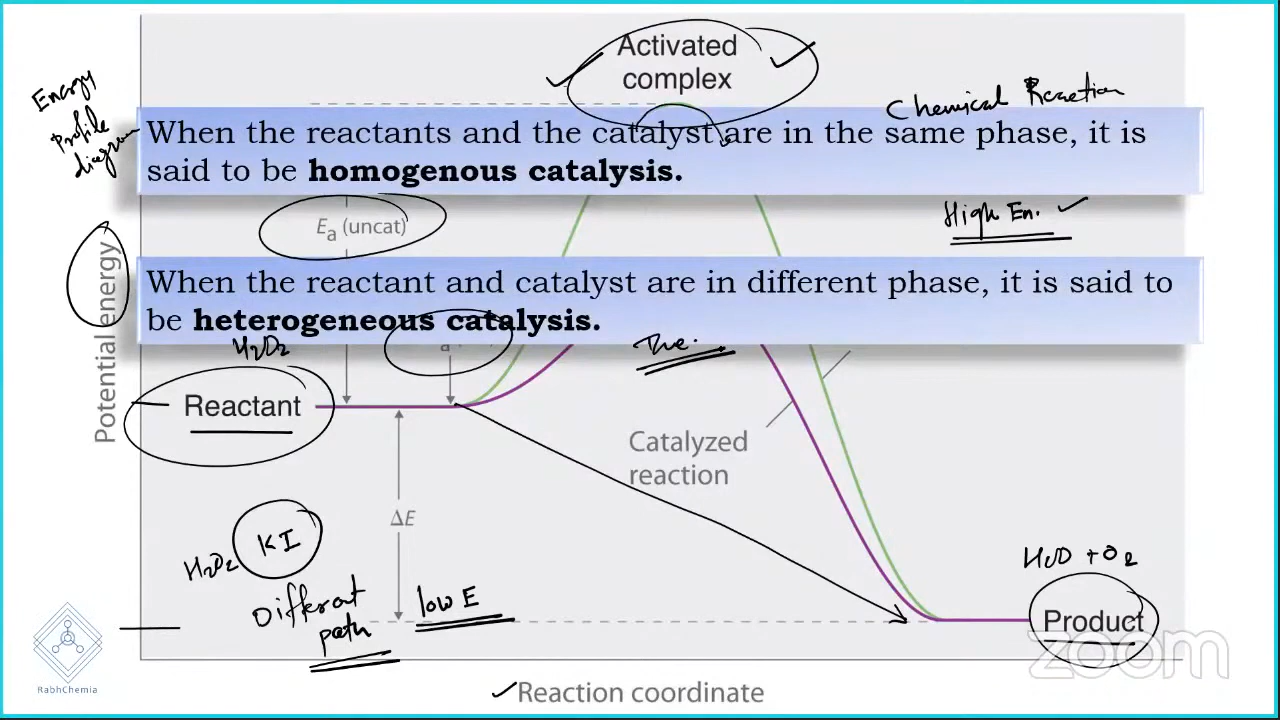 Activated
complex
Energy
Profile
diagram
Chemical Reaction
When the reactants and the catalyst are in the same phase, it is
said to be homogenous catalysis.
Ea (uncat)
High En.
Potential energy
When the reactant and catalyst are in different phase, it is said to
be heterogeneous catalysis.
H2O2
a
The.
Reactant
Catalyzed
reaction
ΔE
KI
H2O2
Different
path
low E
H2O + O2
Product
zoom
RabhChemia
Reaction coordinate